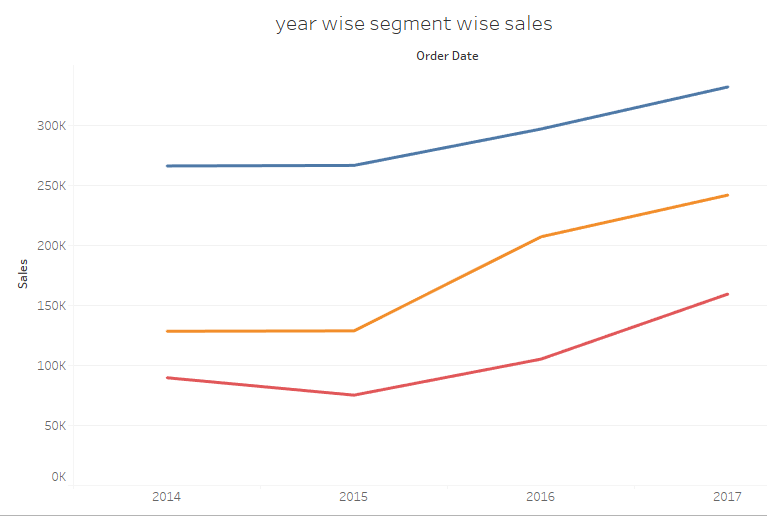 year wise segment wise sales
Order Date
300K
250K
200K
150K
100K
50K
0K
Sales
2014 2015 2016 2017